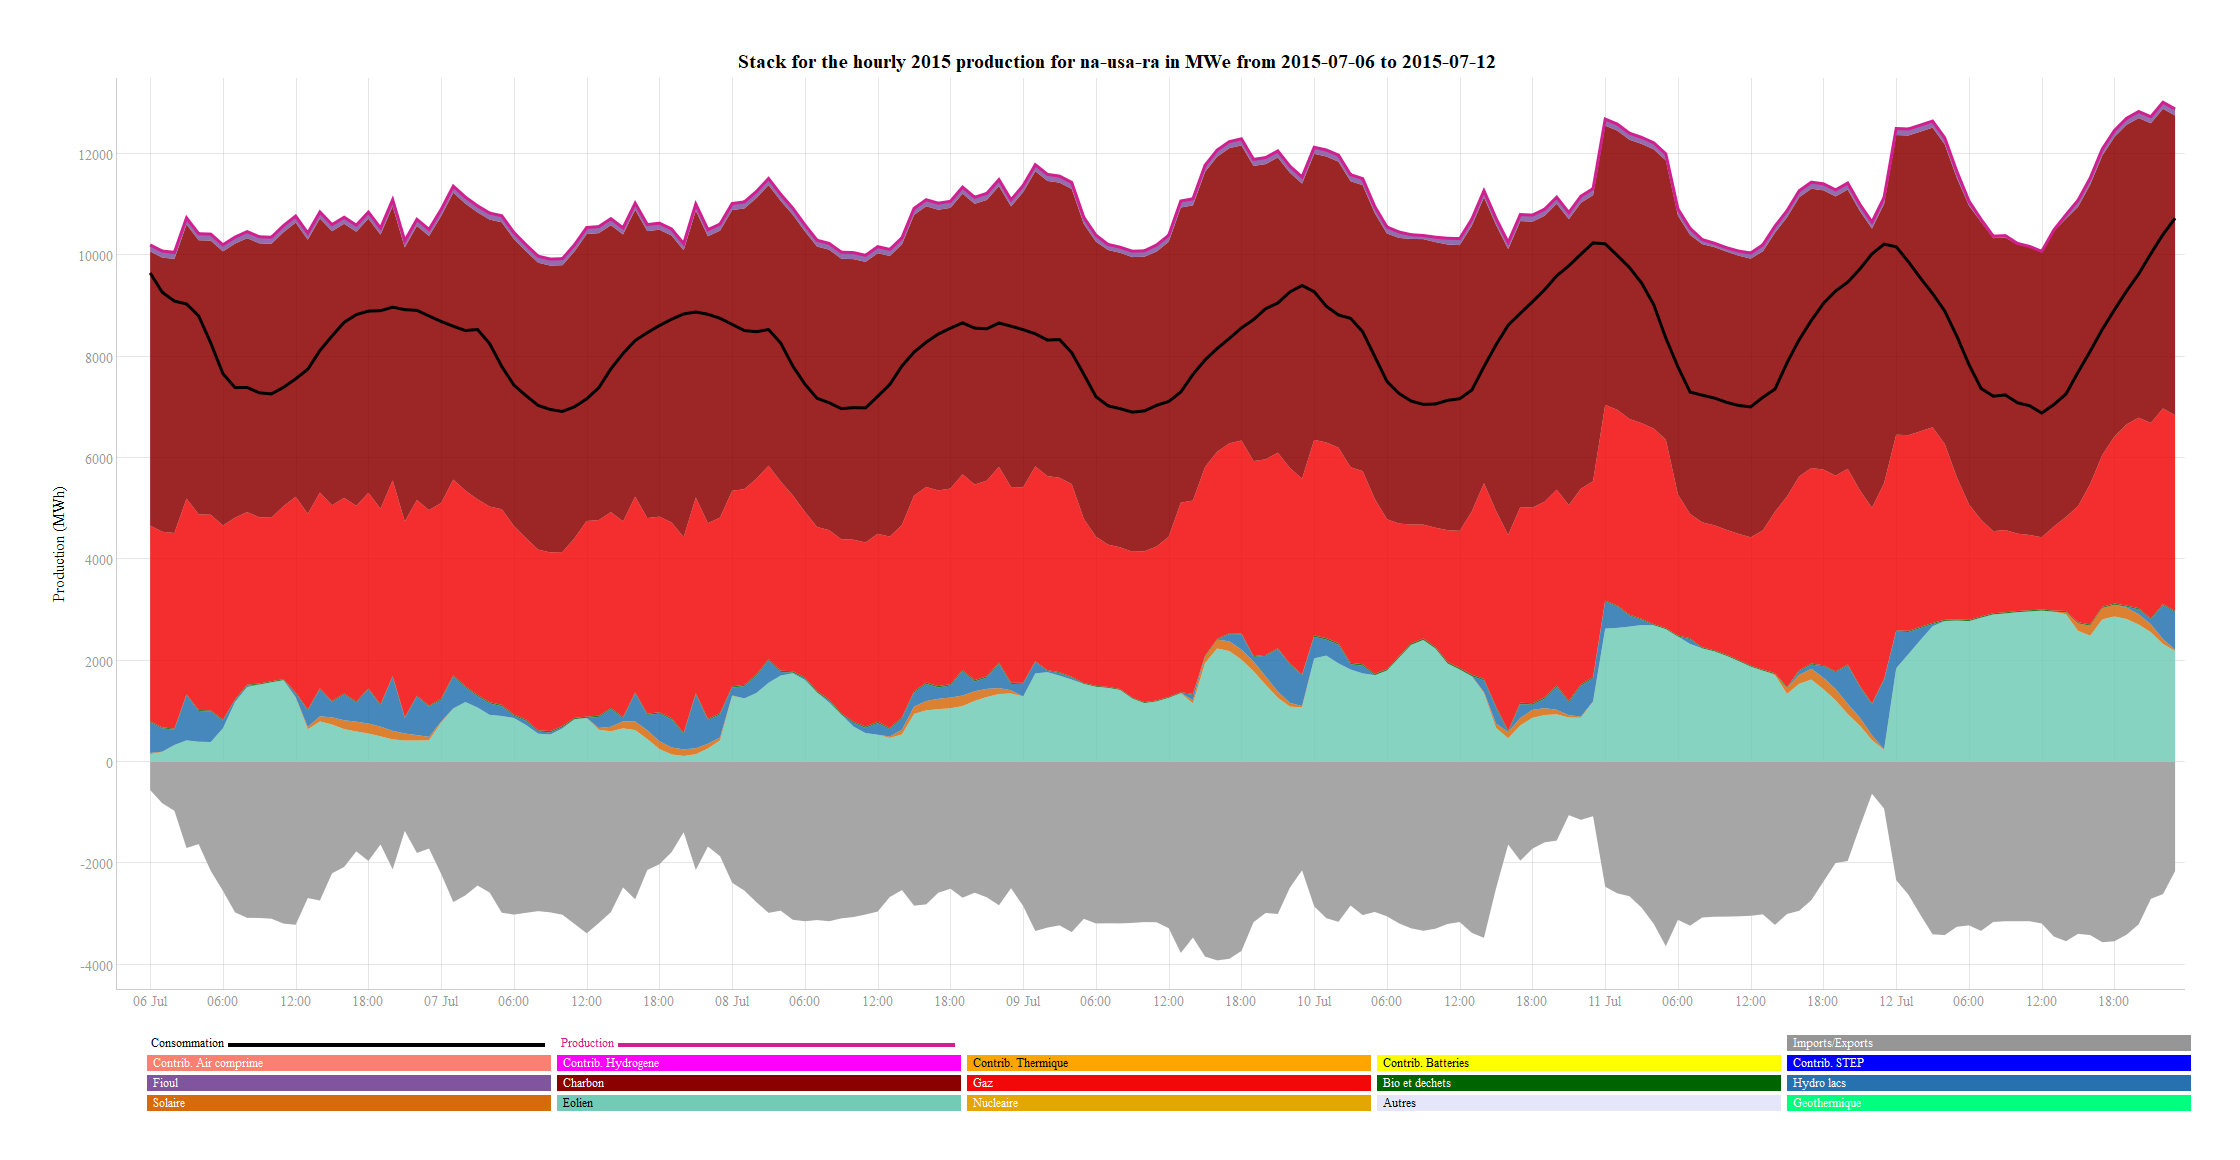 Stack for the hourly 2015 production for na-usa-ra in MWe from 2015-07-06 to 2015-07-12
Production (MWh)
12000
10000
8000
6000
4000
2000
0
-2000
-4000
06 Jul 06:00 12:00 18:00 07 Jul 06:00 12:00 18:00 08 Jul 06:00 12:00 18:00 09 Jul 06:00 12:00 18:00 10 Jul 06:00 12:00 18:00 11 Jul 06:00 12:00 18:00 12 Jul 06:00 12:00 18:00
Consommation Production Imports/Exports
Contrib. Air comprime Contrib. Hydrogene Contrib. Thermique Contrib. Batteries Contrib. STEP
Fioul Charbon Gaz Bio et dechets Hydro lacs
Solaire Eolien Nucleaire Autres Geothermique